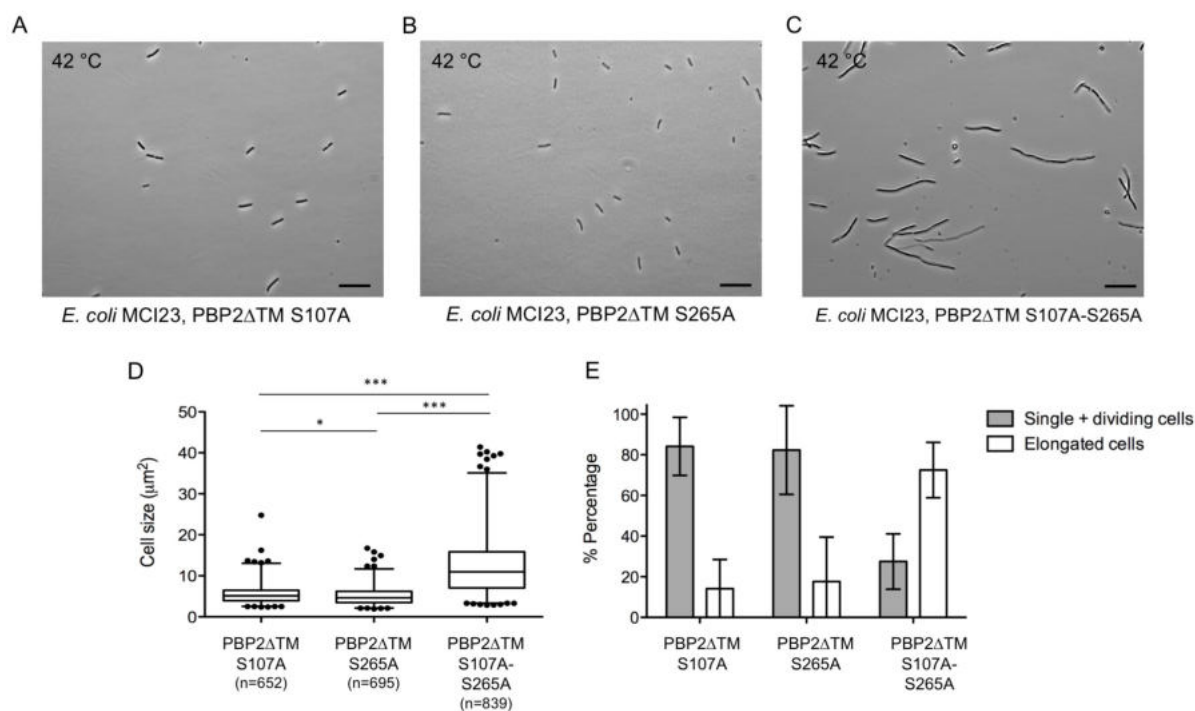 A
B
C
42 °C
42 °C
42 °C
E. coli MCI23, PBP2ΔTM S107A
E. coli MCI23, PBP2ΔTM S265A
E. coli MCI23, PBP2ΔTM S107A-S265A
D
***
***
*
Cell size (μm²)
50
40
30
20
10
0
PBP2ΔTM
S107A
(n=652)
PBP2ΔTM
S265A
(n=695)
PBP2ΔTM
S107A-
S265A
(n=839)
E
% Percentage
100
80
60
40
20
0
PBP2ΔTM
S107A
PBP2ΔTM
S265A
PBP2ΔTM
S107A-
S265A
Single + dividing cells
Elongated cells